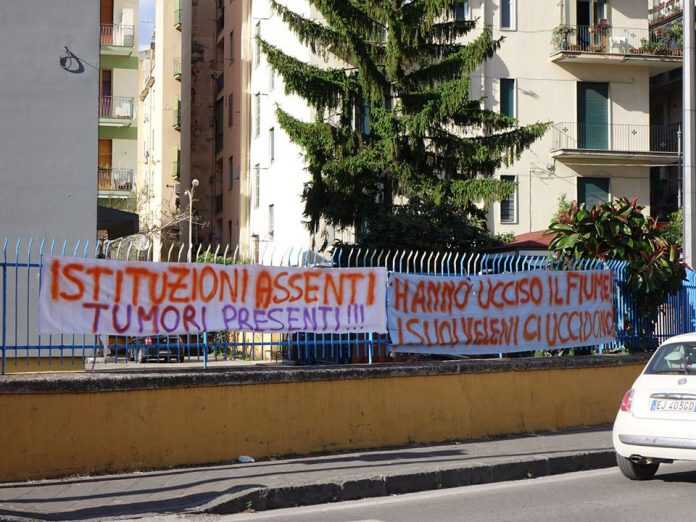 ISTITUZIONI ASSENTI
TUMORI PRESENTI!!!
HANNO UCCISO IL FIUME
I SUOI VELENI CI UCCIDONO